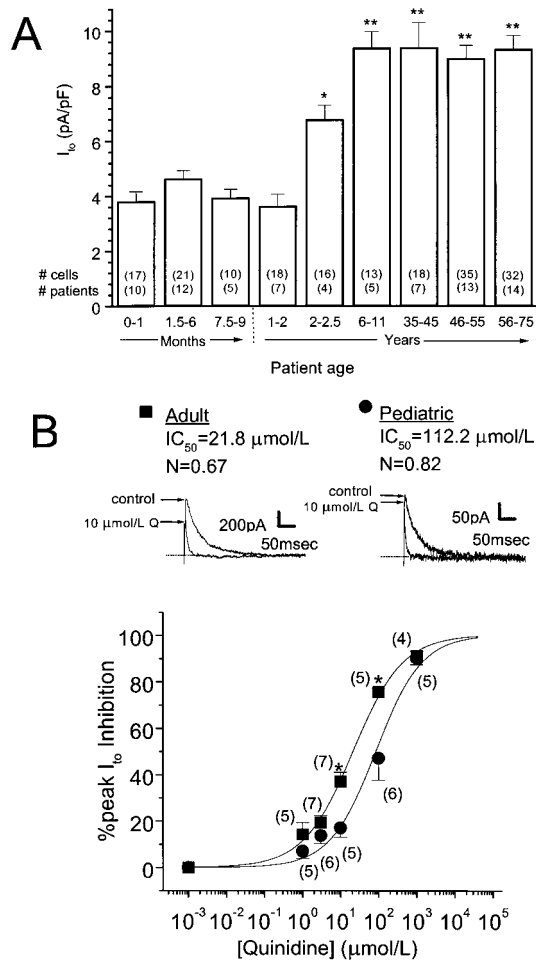 A
I_to (pA/pF)
10
8
6
4
2
0
* ** ** ** **
# cells (17) (21) (10) (18) (16) (13) (18) (35) (32)
# patients (10) (12) (5) (7) (4) (5) (7) (13) (14)
0-1 1.5-6 7.5-9 1-2 2-2.5 6-11 35-45 46-55 56-75
Months Years
Patient age
B
■ Adult
IC50=21.8 μmol/L
N=0.67
● Pediatric
IC50=112.2 μmol/L
N=0.82
control
10 μmol/L Q
200pA
50msec
control
10 μmol/L Q
50pA
50msec
%peak I_to Inhibition
100
80
60
40
20
0
(4)
(5) *
(5)
(7) *
(6)
(5) (7)
(5) (6) (5)
10^-3 10^-2 10^-1 10^0 10^1 10^2 10^3 10^4 10^5
[Quinidine] (μmol/L)